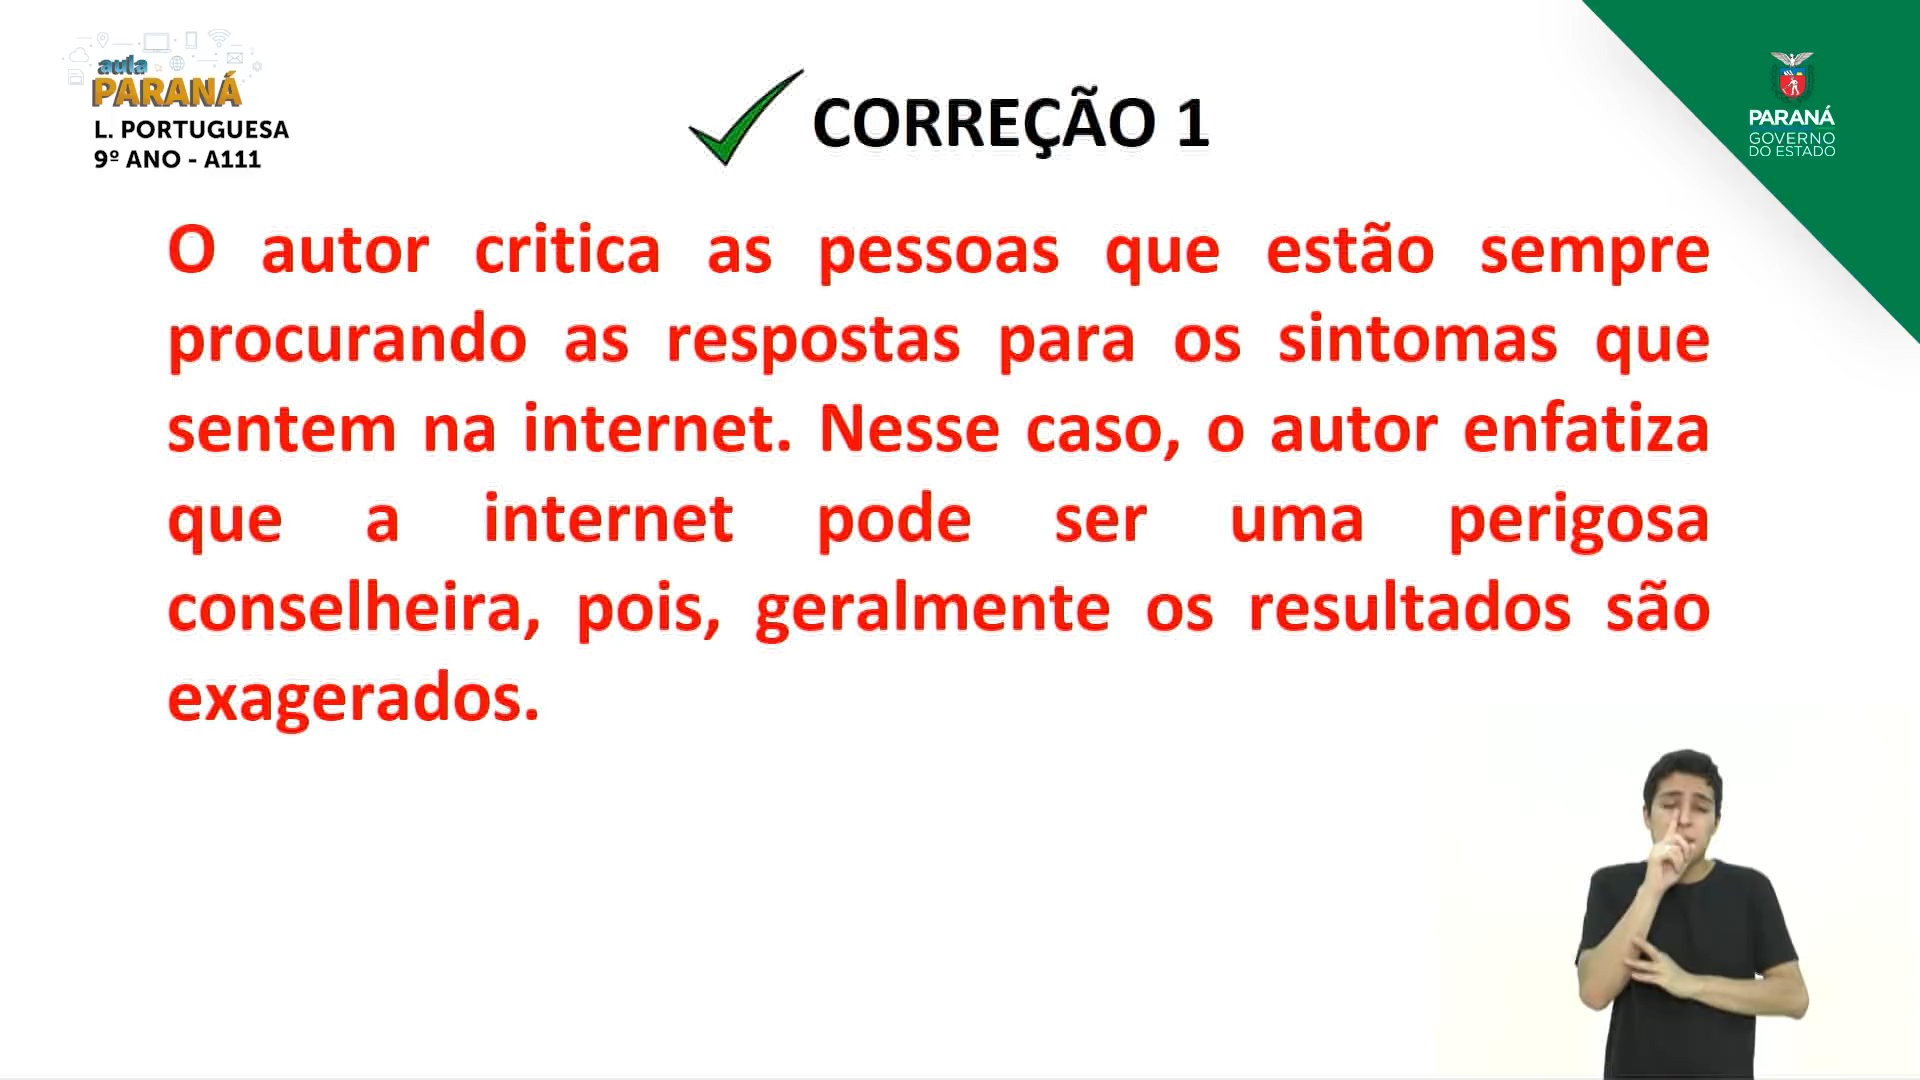 aula
PARANÁ
L. PORTUGUESA
9º ANO - A111
CORREÇÃO 1
PARANÁ
GOVERNO
DO ESTADO
O autor critica as pessoas que estão sempre
procurando as respostas para os sintomas que
sentem na internet. Nesse caso, o autor enfatiza
que a internet pode ser uma perigosa
conselheira, pois, geralmente os resultados são
exagerados.